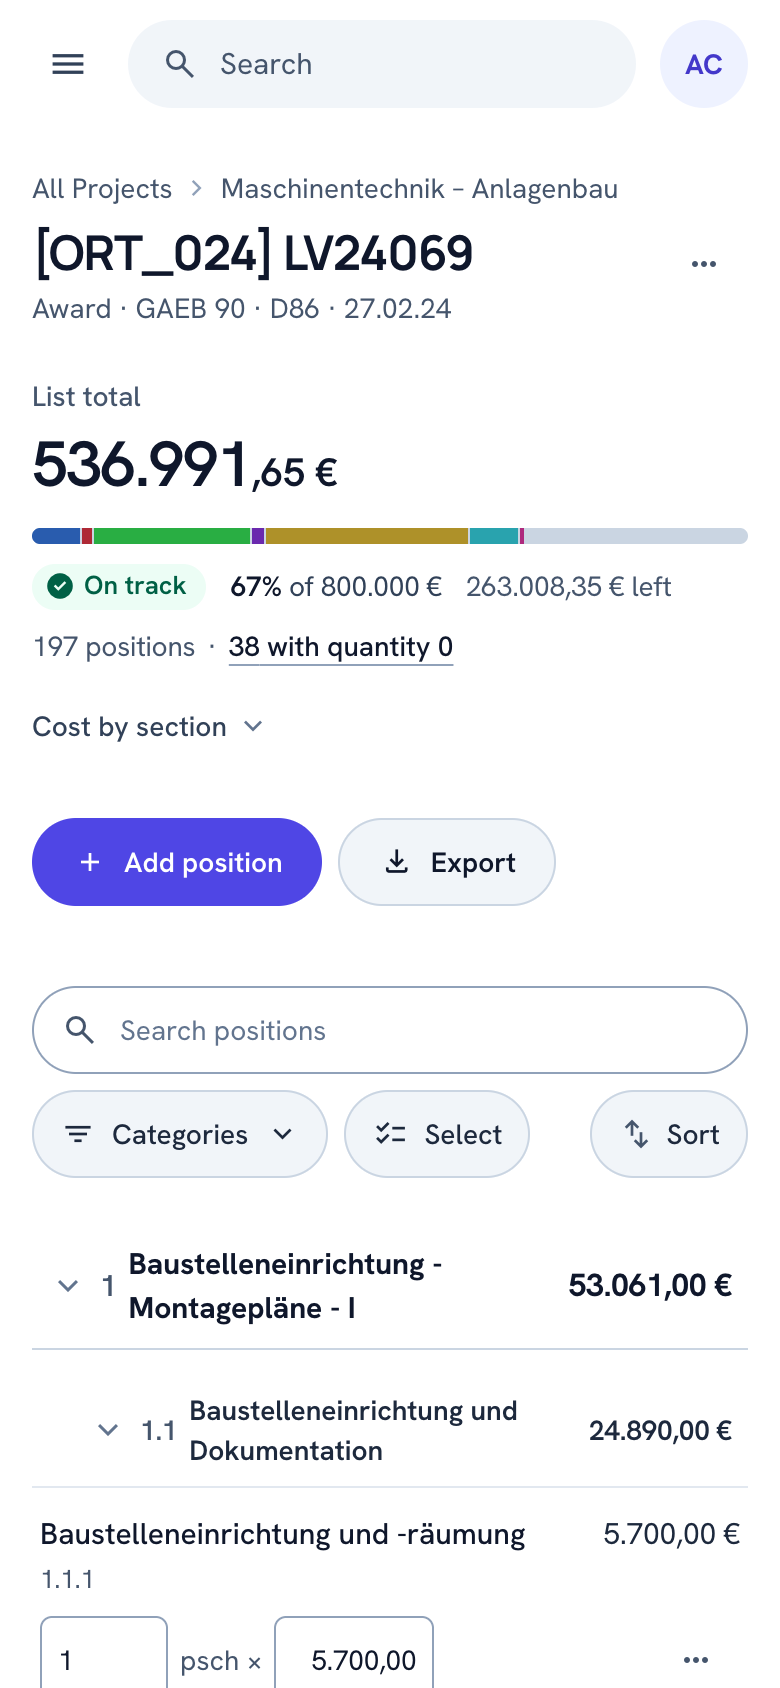 Search
AC
All Projects
Maschinentechnik – Anlagenbau
[ORT_024] LV24069
Award · GAEB 90 · D86 · 27.02.24
List total
536.991,65 €
On track 67% of 800.000 € 263.008,35 € left
197 positions · 38 with quantity 0
Cost by section
Add position
Export
Search positions
Categories
Select
Sort
1
Baustelleneinrichtung -
Montagepläne - I
53.061,00 €
1.1
Baustelleneinrichtung und
Dokumentation
24.890,00 €
Baustelleneinrichtung und -räumung
5.700,00 €
1.1.1
1 psch × 5.700,00